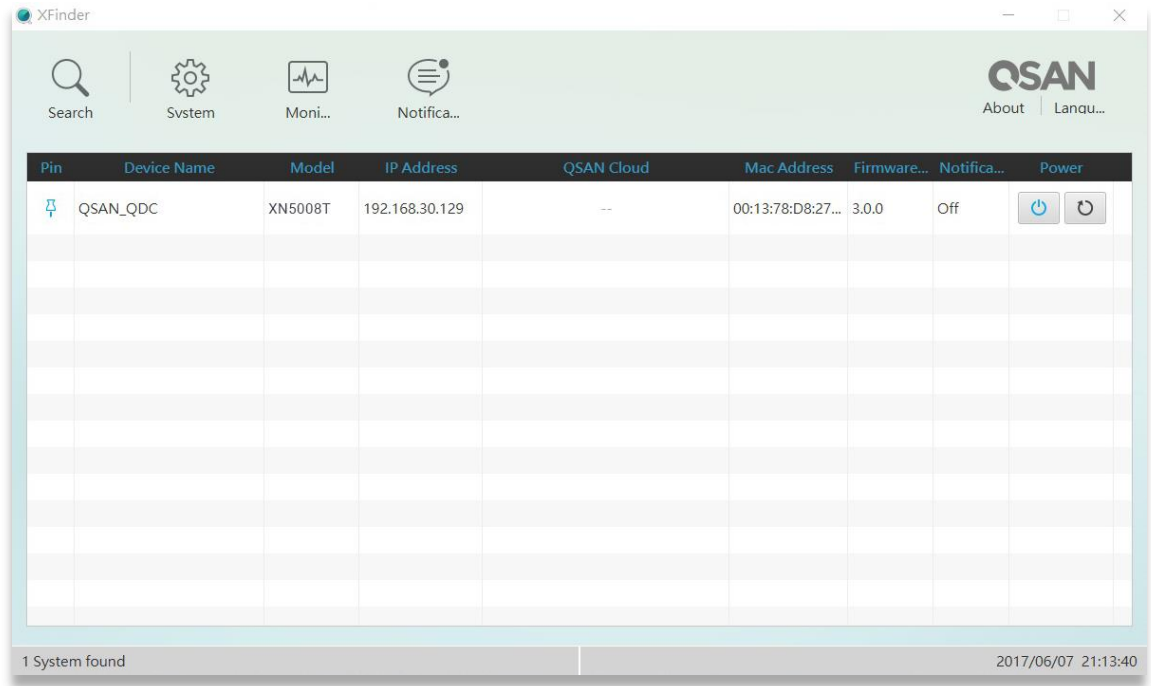 XFinder
Search System Moni... Notifica...
QSAN
About Langu...
Pin Device Name Model IP Address QSAN Cloud Mac Address Firmware... Notifica... Power
QSAN_QDC XN5008T 192.168.30.129 -- 00:13:78:D8:27... 3.0.0 Off
1 System found 2017/06/07 21:13:40